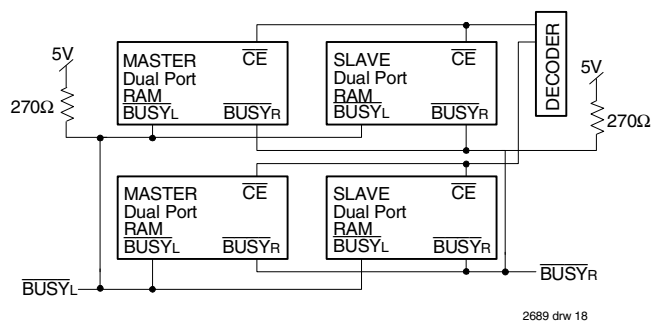 5V
270Ω
MASTER
Dual Port
RAM
CE
BUSYL
BUSYR
SLAVE
Dual Port
RAM
CE
BUSYL
BUSYR
DECODER
5V
270Ω
MASTER
Dual Port
RAM
CE
BUSYL
BUSYR
SLAVE
Dual Port
RAM
CE
BUSYL
BUSYR
BUSYL
BUSYR
2689 drw 18